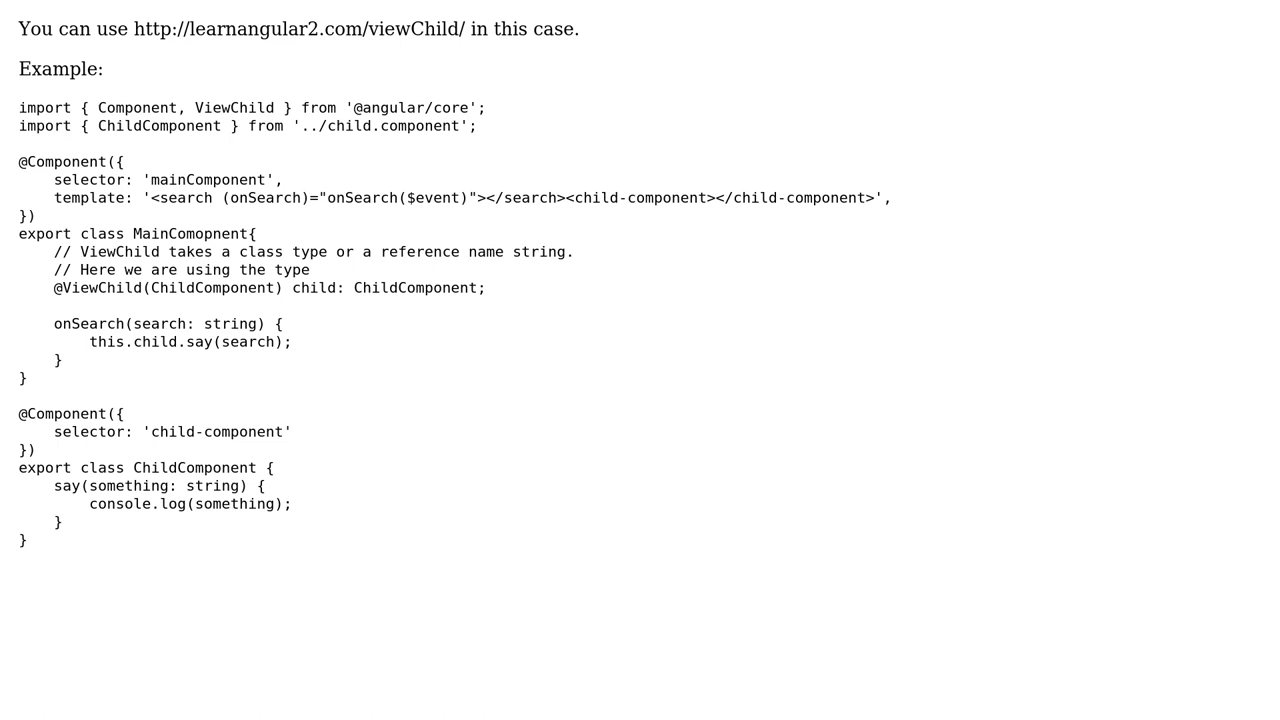 You can use http://learnangular2.com/viewChild/ in this case.
Example:
import { Component, ViewChild } from '@angular/core';
import { ChildComponent } from '../child.component';

@Component({
    selector: 'mainComponent',
    template: '<search (onSearch)="onSearch($event)"></search><child-component></child-component>',
})
export class MainComopnent{
    // ViewChild takes a class type or a reference name string.
    // Here we are using the type
    @ViewChild(ChildComponent) child: ChildComponent;

    onSearch(search: string) {
        this.child.say(search);
    }
}

@Component({
    selector: 'child-component'
})
export class ChildComponent {
    say(something: string) {
        console.log(something);
    }
}